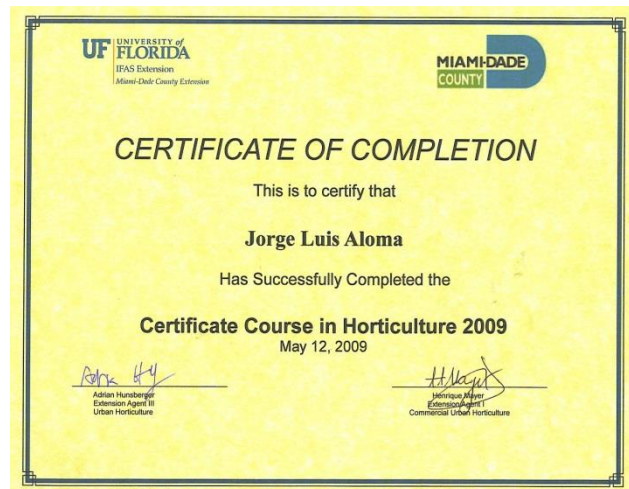 UF UNIVERSITY of
FLORIDA
IFAS Extension
Miami-Dade County Extension
MIAMI-DADE
COUNTY
CERTIFICATE OF COMPLETION
This is to certify that
Jorge Luis Aloma
Has Successfully Completed the
Certificate Course in Horticulture 2009
May 12, 2009
Adrian Hunsberger
Extension Agent III
Urban Horticulture
Henrique Mayer
Extension Agent I
Commercial Urban Horticulture